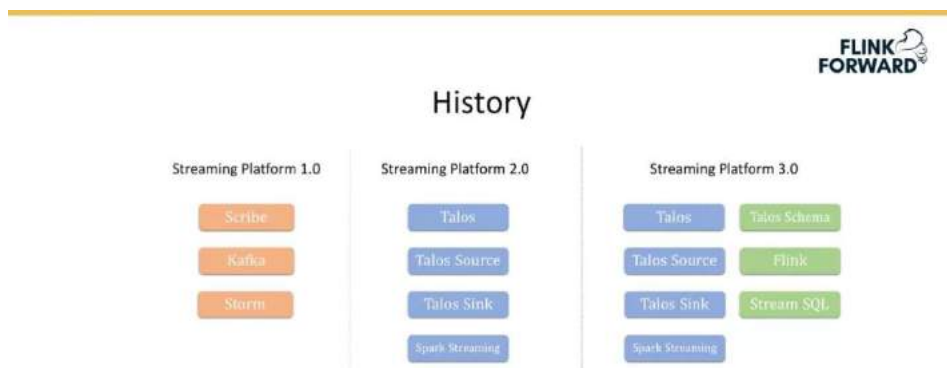 FLINK
FORWARD
History
Streaming Platform 1.0
Scribe
Kafka
Storm
Streaming Platform 2.0
Talos
Talos Source
Talos Sink
Spark Streaming
Streaming Platform 3.0
Talos
Talos Schema
Talos Source
Flink
Talos Sink
Stream SQL
Spark Streaming